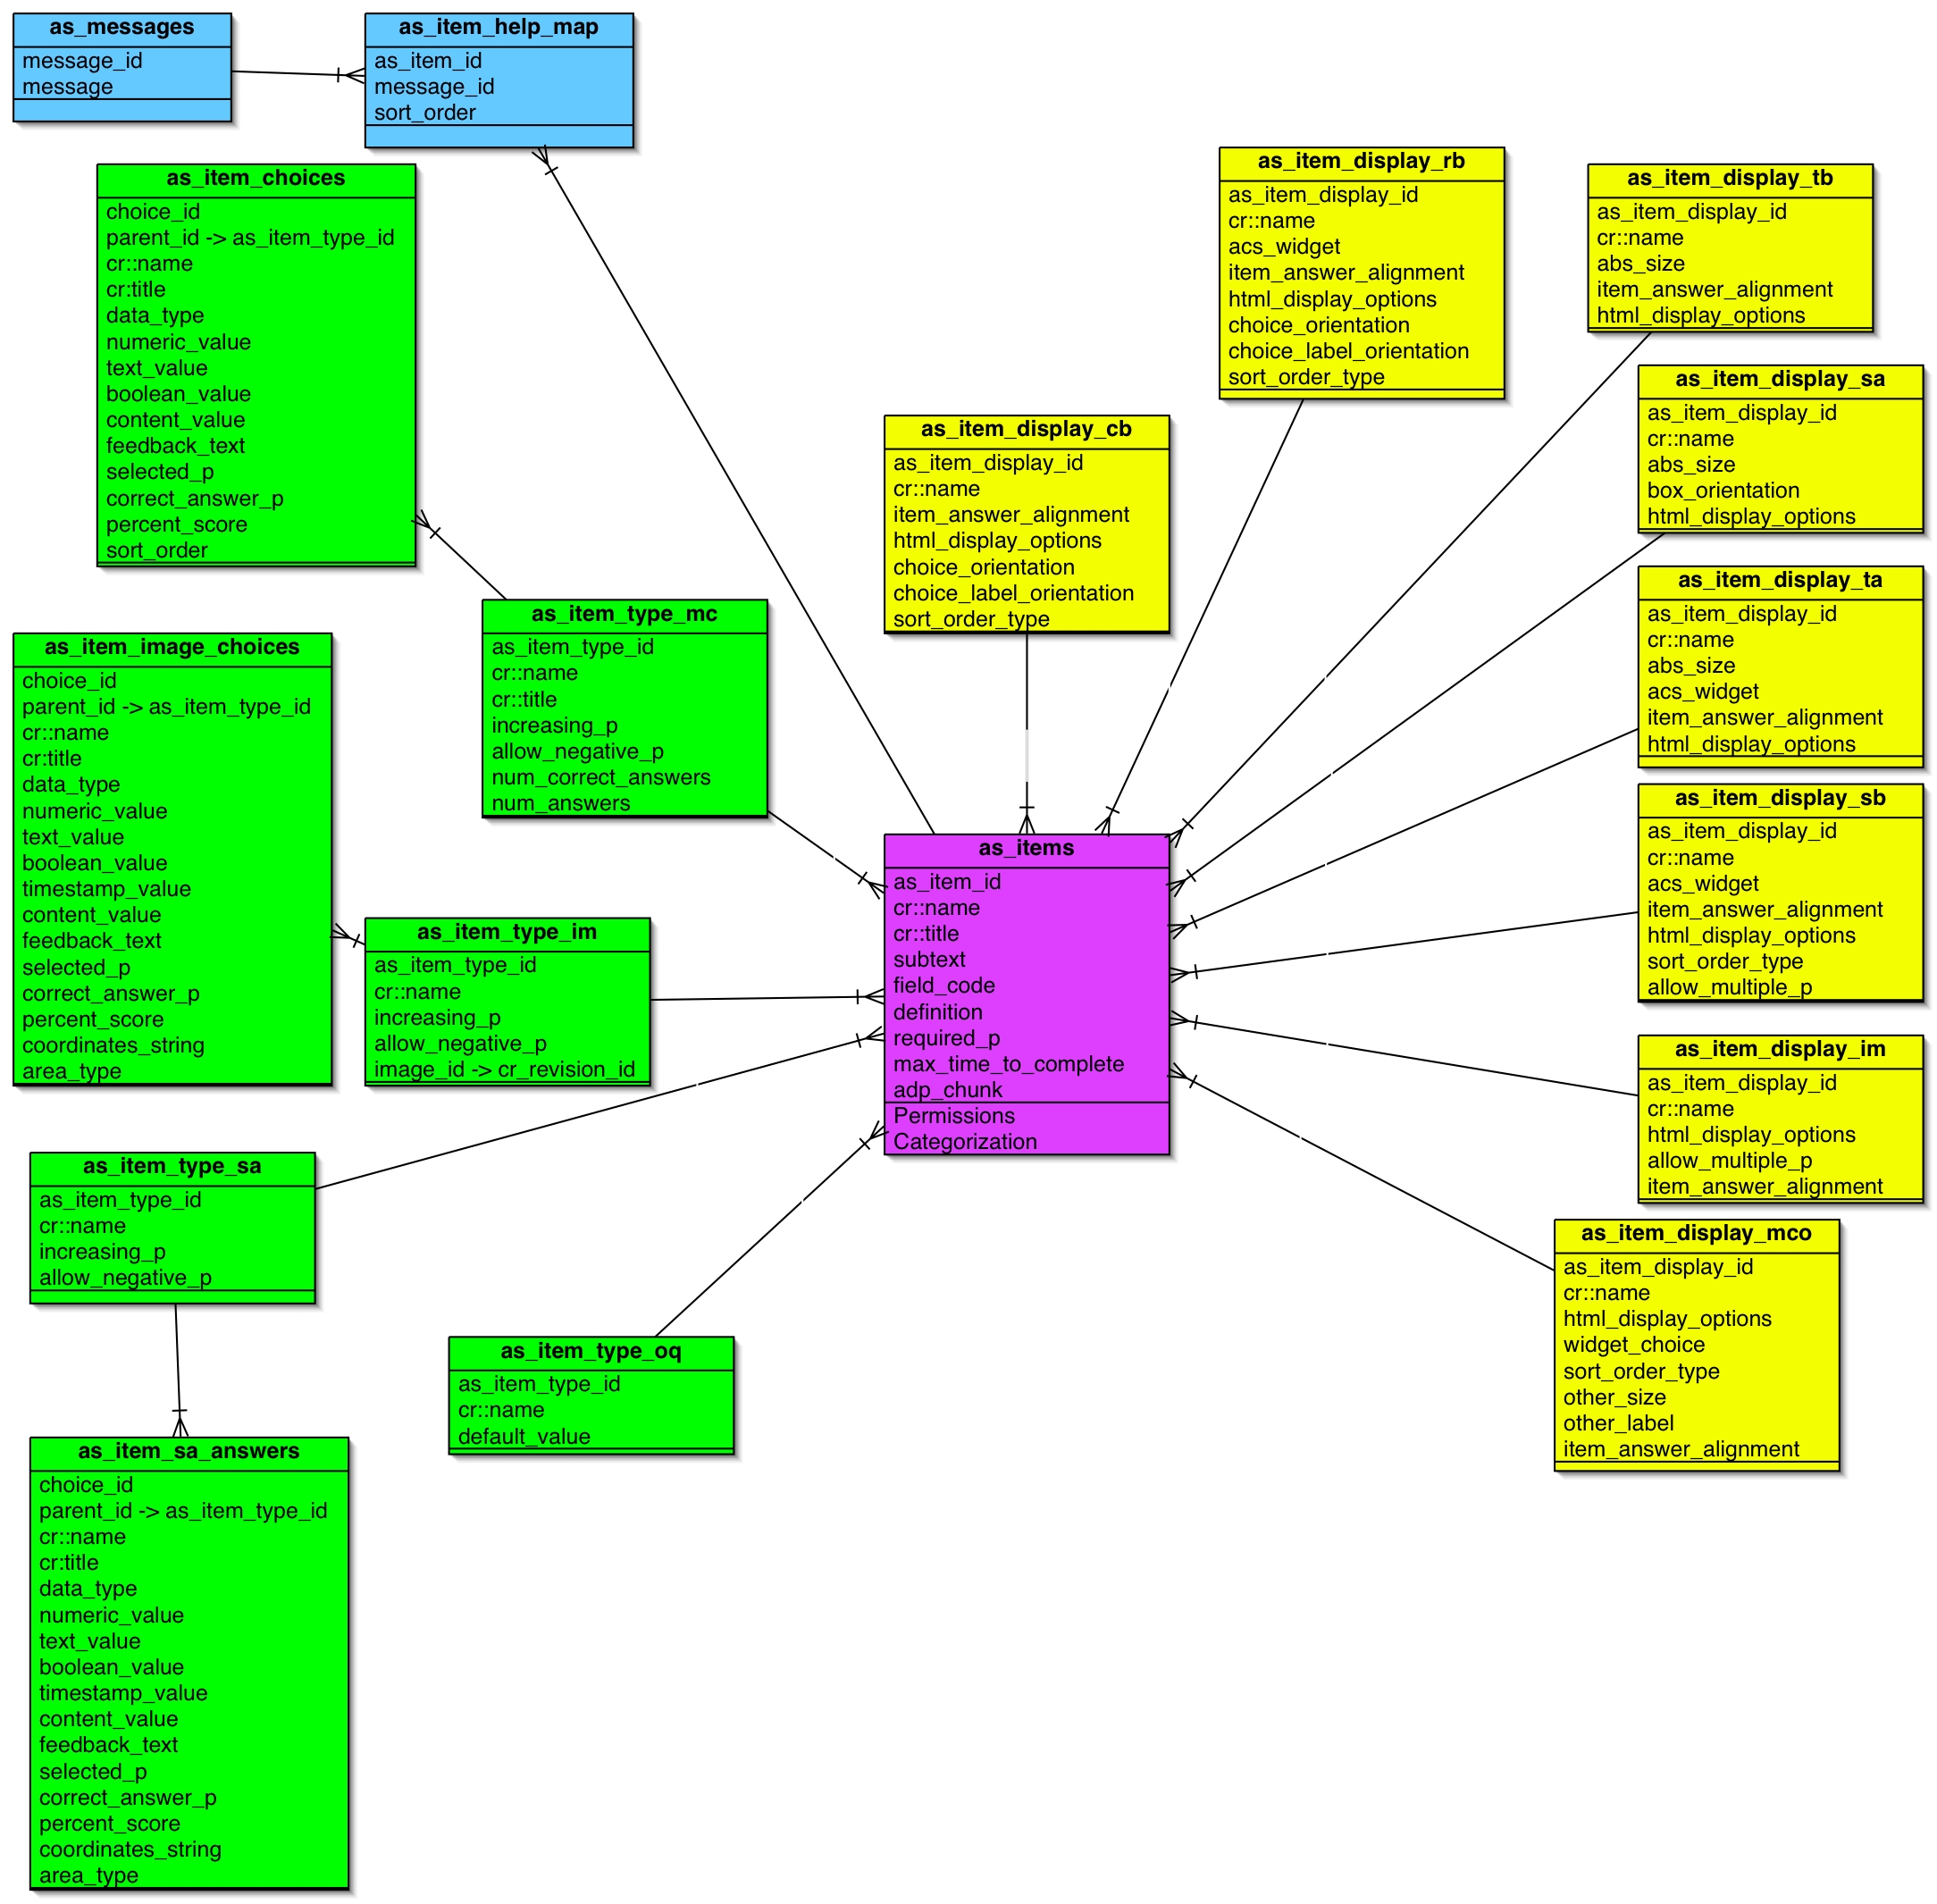 as_messages
message_id
message
as_item_help_map
as_item_id
message_id
sort_order
as_item_choices
choice_id
parent_id -> as_item_type_id
cr::name
cr:title
data_type
numeric_value
text_value
boolean_value
content_value
feedback_text
selected_p
correct_answer_p
percent_score
sort_order
as_item_display_rb
as_item_display_id
cr::name
acs_widget
item_answer_alignment
html_display_options
choice_orientation
choice_label_orientation
sort_order_type
as_item_display_tb
as_item_display_id
cr::name
abs_size
item_answer_alignment
html_display_options
as_item_display_sa
as_item_display_id
cr::name
abs_size
box_orientation
html_display_options
as_item_display_cb
as_item_display_id
cr::name
item_answer_alignment
html_display_options
choice_orientation
choice_label_orientation
sort_order_type
as_item_display_ta
as_item_display_id
cr::name
abs_size
acs_widget
item_answer_alignment
html_display_options
as_item_type_mc
as_item_type_id
cr::name
cr::title
increasing_p
allow_negative_p
num_correct_answers
num_answers
as_item_image_choices
choice_id
parent_id -> as_item_type_id
cr::name
cr:title
data_type
numeric_value
text_value
boolean_value
timestamp_value
content_value
feedback_text
selected_p
correct_answer_p
percent_score
coordinates_string
area_type
as_item_display_sb
as_item_display_id
cr::name
acs_widget
item_answer_alignment
html_display_options
sort_order_type
allow_multiple_p
as_items
as_item_id
cr::name
cr::title
subtext
field_code
definition
required_p
max_time_to_complete
adp_chunk
Permissions
Categorization
as_item_type_im
as_item_type_id
cr::name
increasing_p
allow_negative_p
image_id -> cr_revision_id
as_item_display_im
as_item_display_id
cr::name
html_display_options
allow_multiple_p
item_answer_alignment
as_item_type_sa
as_item_type_id
cr::name
increasing_p
allow_negative_p
as_item_display_mco
as_item_display_id
cr::name
html_display_options
widget_choice
sort_order_type
other_size
other_label
item_answer_alignment
as_item_type_oq
as_item_type_id
cr::name
default_value
as_item_sa_answers
choice_id
parent_id -> as_item_type_id
cr::name
cr:title
data_type
numeric_value
text_value
boolean_value
timestamp_value
content_value
feedback_text
selected_p
correct_answer_p
percent_score
coordinates_string
area_type